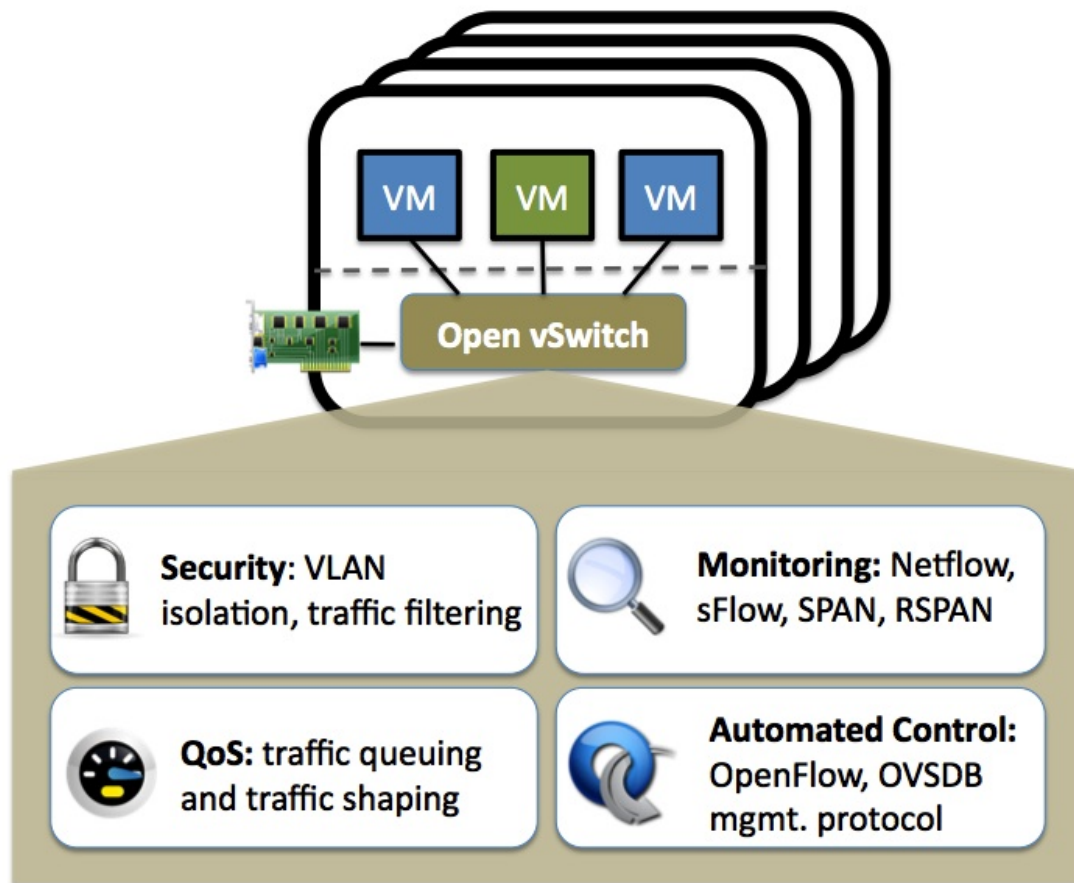 VM VM VM
Open vSwitch
Security: VLAN
isolation, traffic filtering
Monitoring: Netflow,
sFlow, SPAN, RSPAN
QoS: traffic queuing
and traffic shaping
Automated Control:
OpenFlow, OVSDB
mgmt. protocol